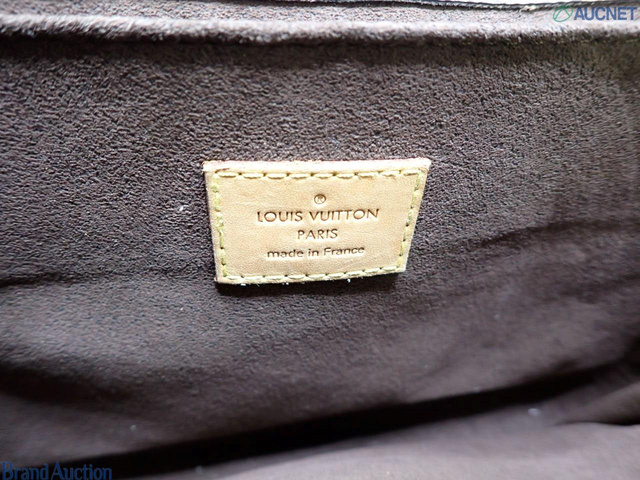 AUCNET
®
LOUIS VUITTON
PARIS
made in France
Brand Auction